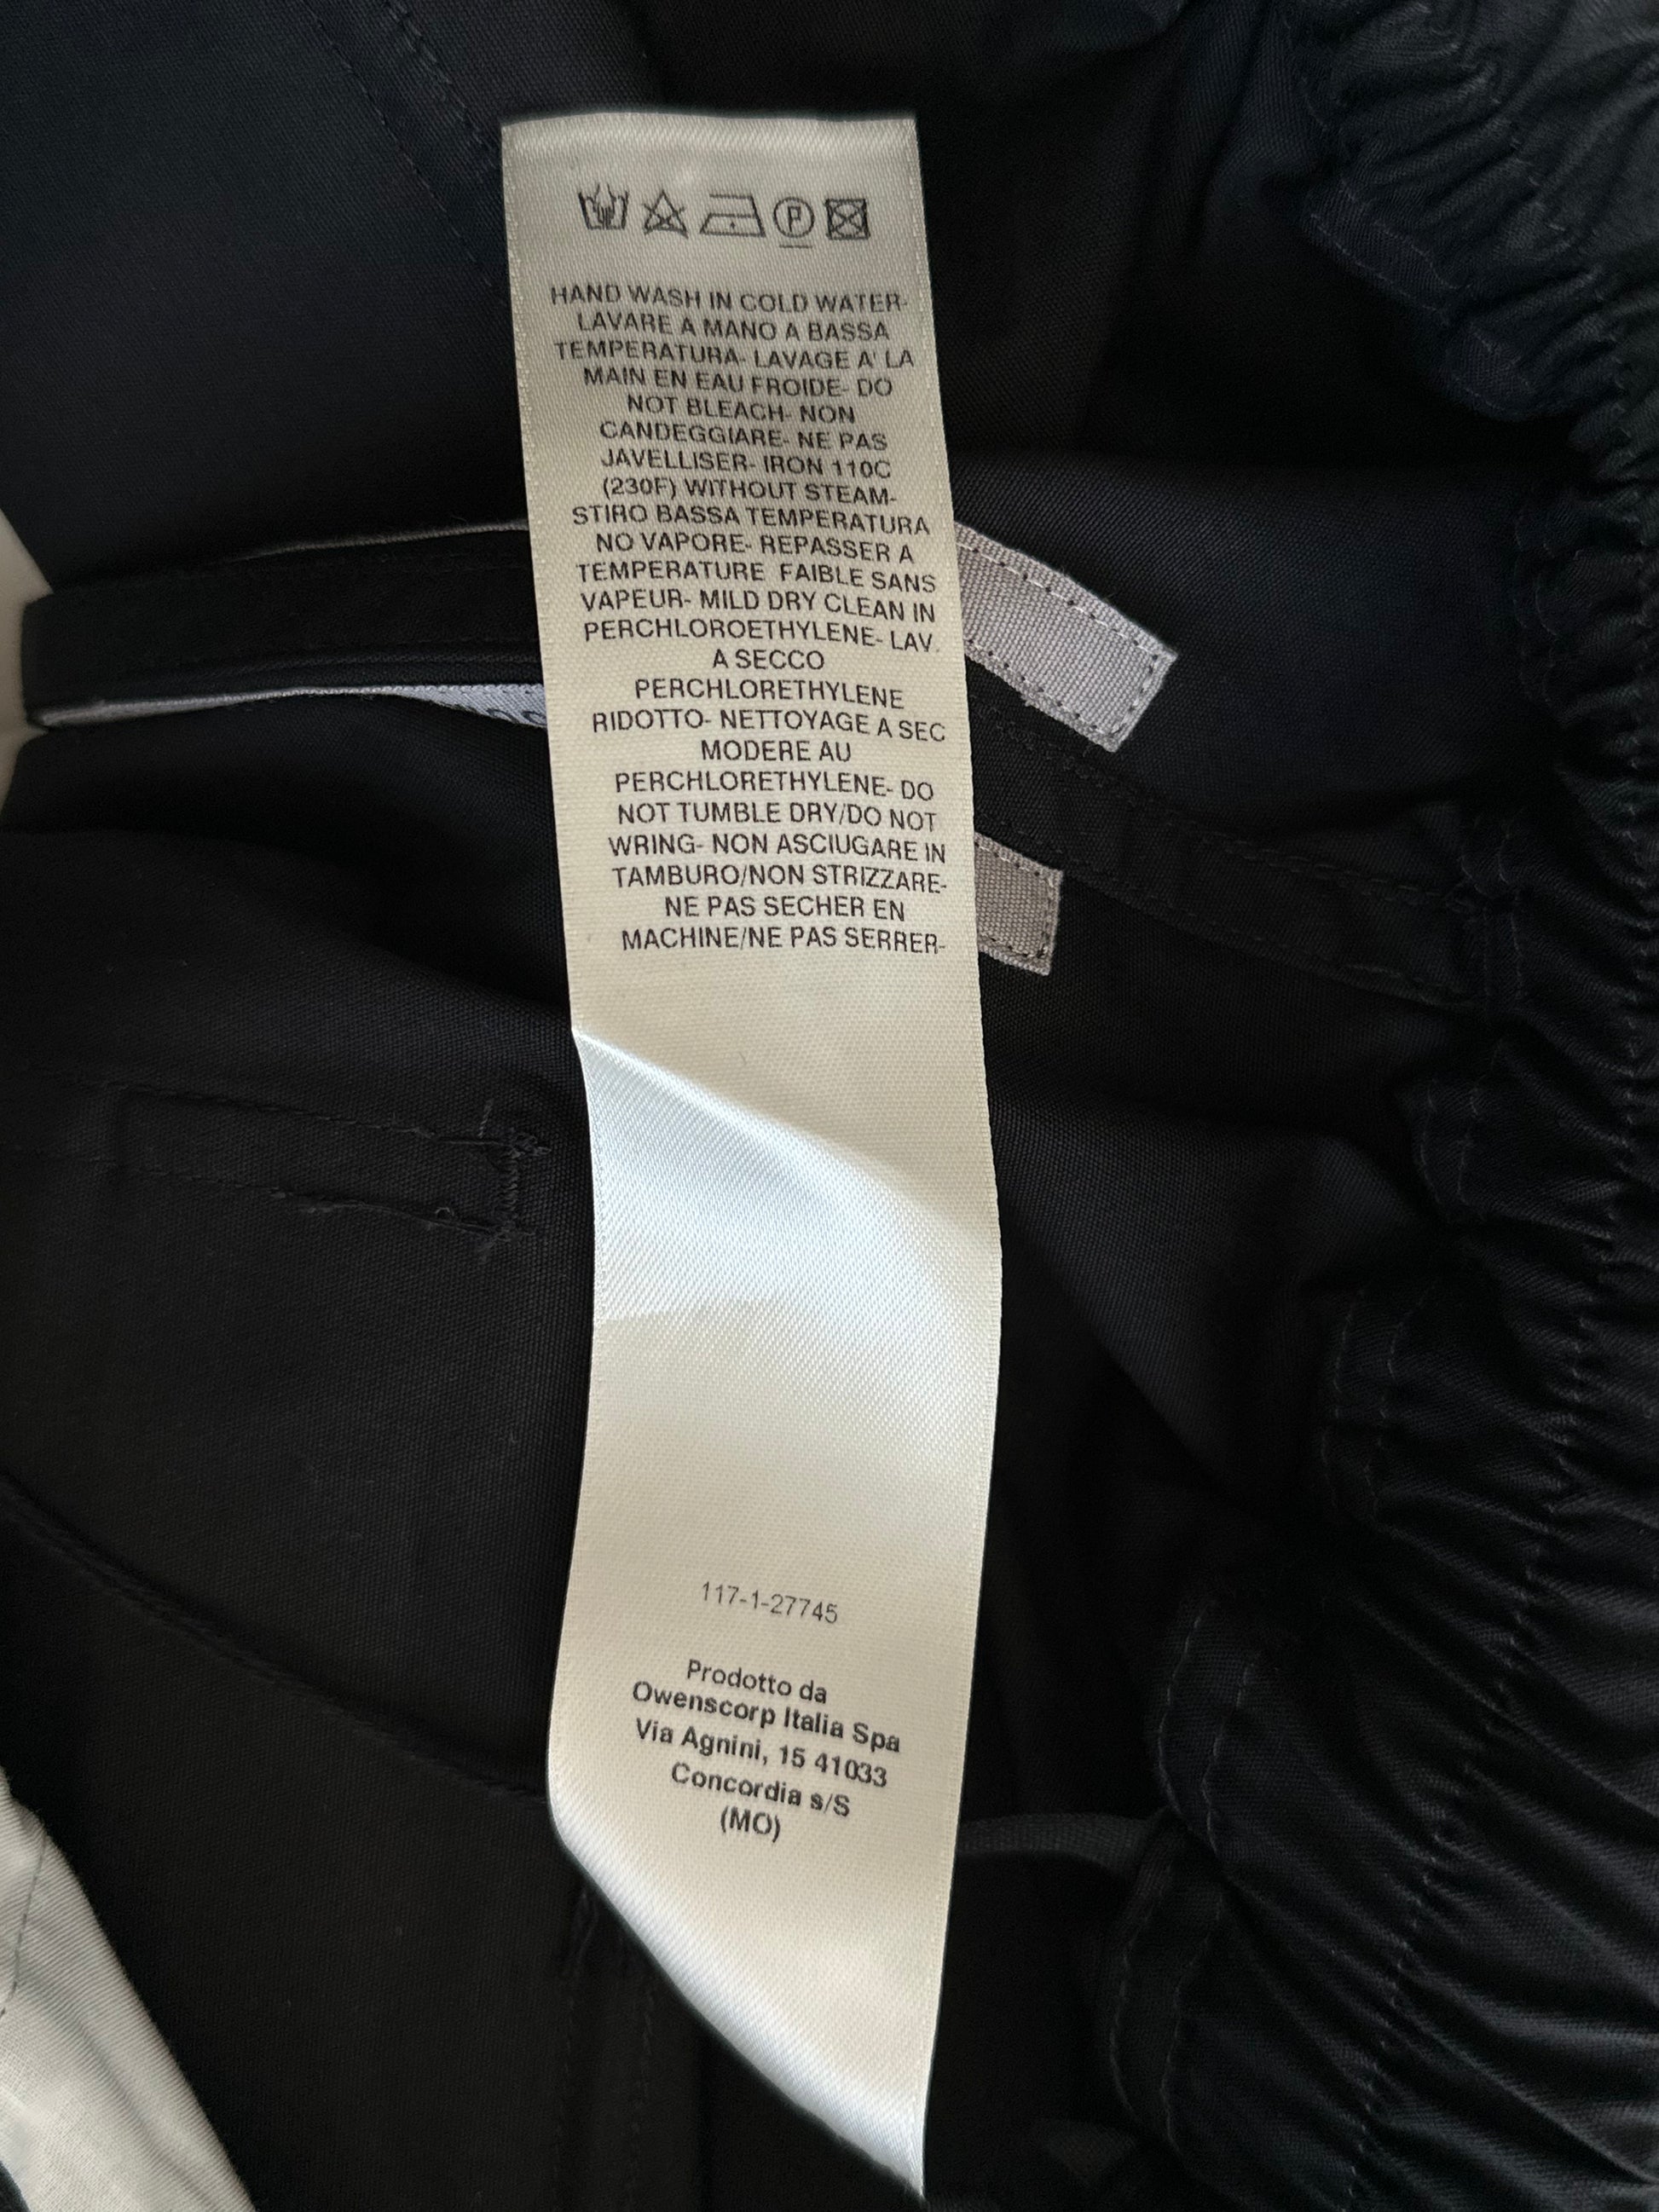 P
HAND WASH IN COLD WATER-
LAVARE A MANO A BASSA
TEMPERATURA- LAVAGE A' LA
MAIN EN EAU FROIDE- DO
NOT BLEACH- NON
CANDEGGIARE- NE PAS
JAVELLISER- IRON 110C
(230F) WITHOUT STEAM-
STIRO BASSA TEMPERATURA
NO VAPORE- REPASSER A
TEMPERATURE FAIBLE SANS
VAPEUR- MILD DRY CLEAN IN
PERCHLOROETHYLENE- LAV.
A SECCO
PERCHLORETHYLENE
RIDOTTO- NETTOYAGE A SEC
MODERE AU
PERCHLORETHYLENE- DO
NOT TUMBLE DRY/DO NOT
WRING- NON ASCIUGARE IN
TAMBURO/NON STRIZZARE-
NE PAS SECHER EN
MACHINE/NE PAS SERRER-
117-1-27745
Prodotto da
Owenscorp Italia Spa
Via Agnini, 15 41033
Concordia s/S
(MO)